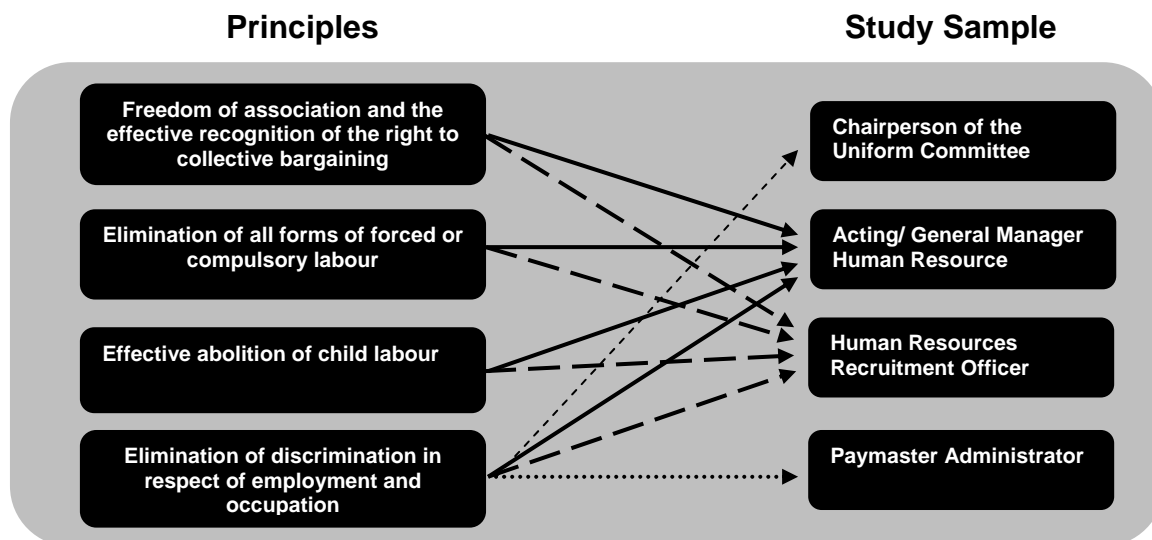 Principles
Study Sample
Freedom of association and the
effective recognition of the right to
collective bargaining
Chairperson of the
Uniform Committee
Elimination of all forms of forced or
compulsory labour
Acting/ General Manager
Human Resource
Effective abolition of child labour
Human Resources
Recruitment Officer
Elimination of discrimination in
respect of employment and
occupation
Paymaster Administrator